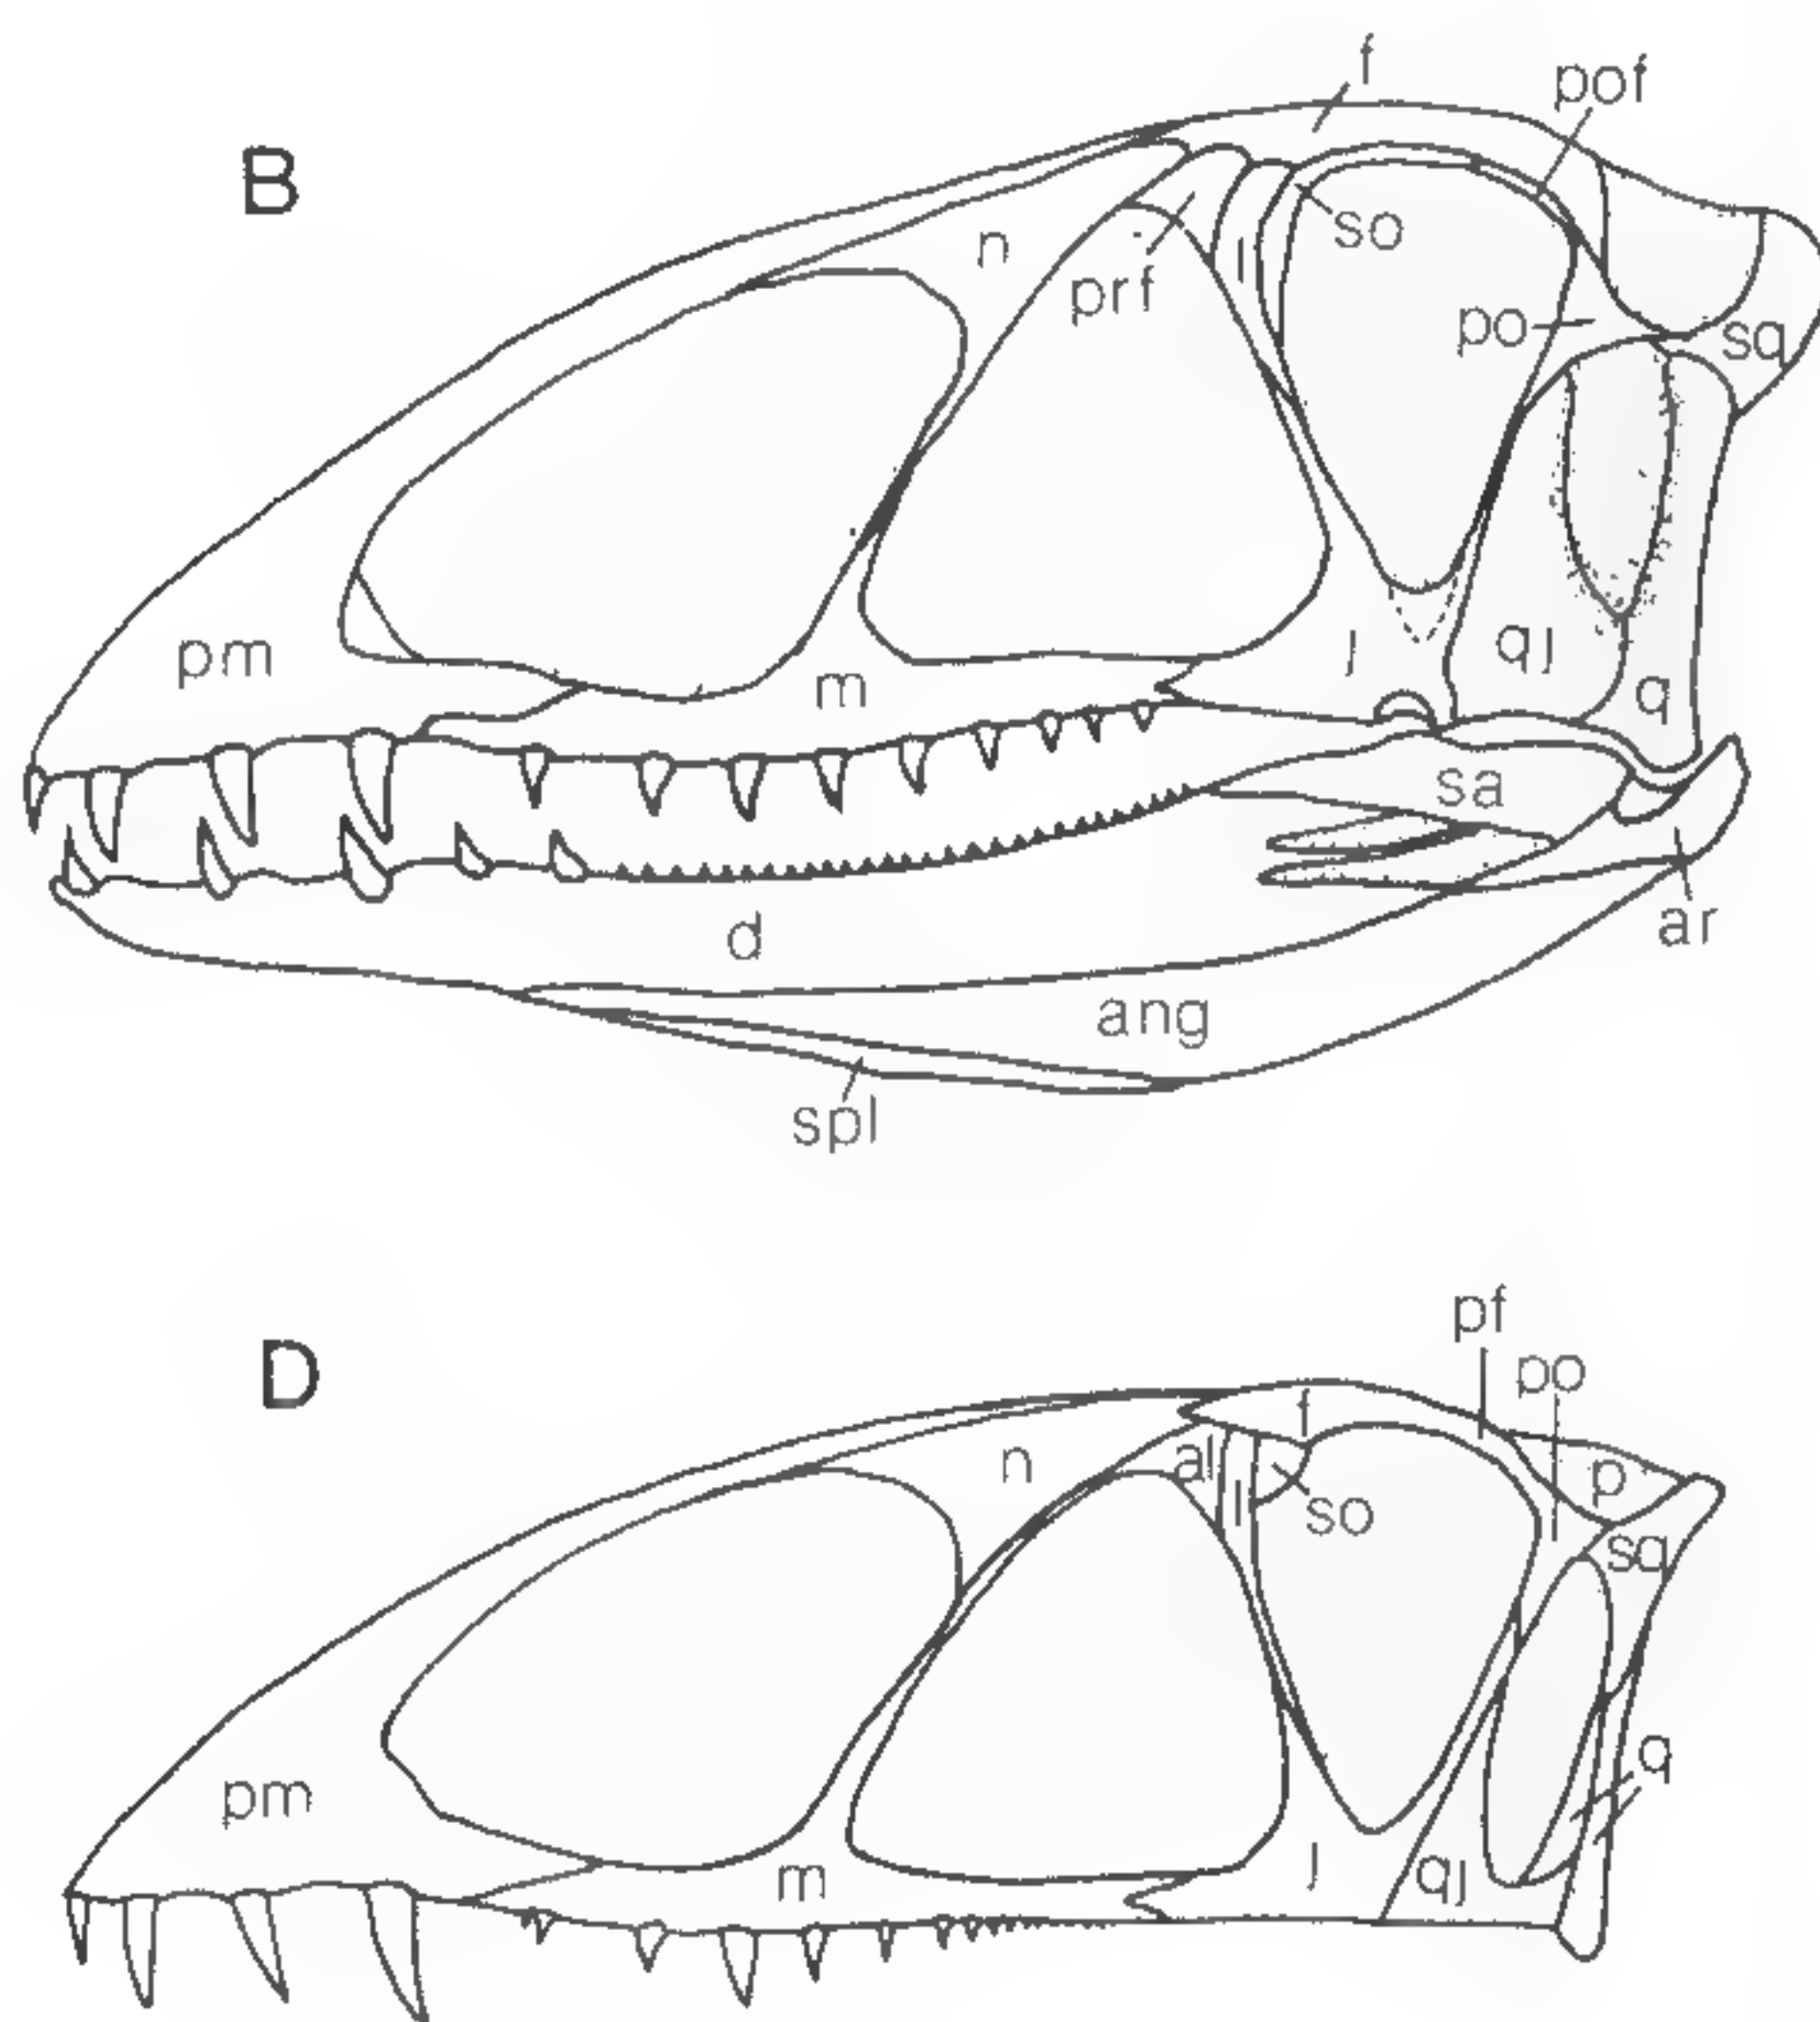 B
f
pof
n
so
prf
l
po
sq
pm
m
j
qj
q
sa
d
ar
ang
spl
D
pf
po
f
n
al
l
so
p
sq
q
pm
m
j
qj